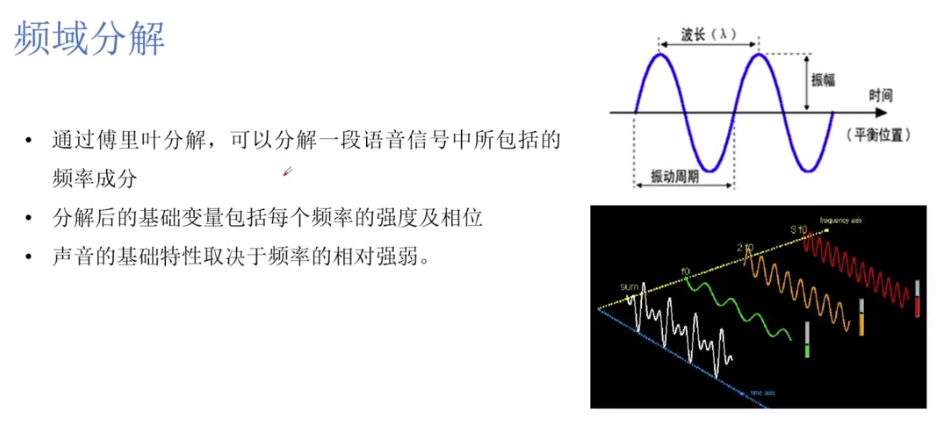 频域分解
• 通过傅里叶分解，可以分解一段语音信号中所包括的
频率成分
• 分解后的基础变量包括每个频率的强度及相位
• 声音的基础特性取决于频率的相对强弱。
波长（λ）
振幅
时间
（平衡位置）
振动周期
frequency axis
3 f0
2 f0
f0
sum
time axis